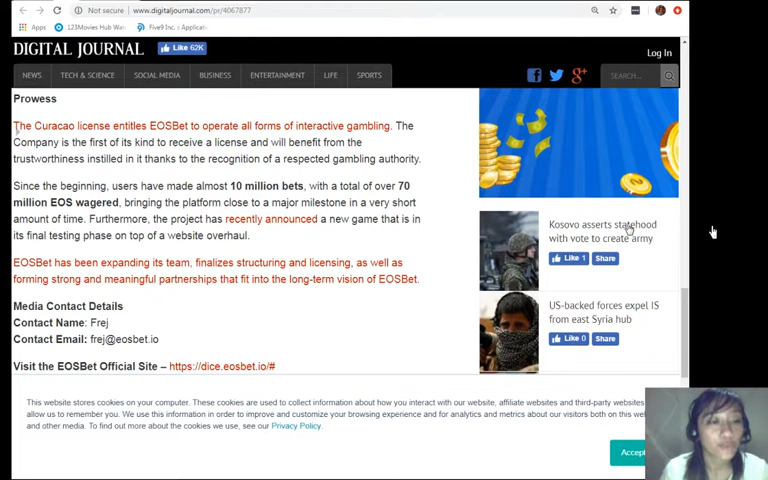 www.digitaljournal.com/pr/4067877
Apps 123Movies Hub Wat Five9 Inc. : Applicati
DIGITAL JOURNAL Like 62K
Log In
NEWS TECH & SCIENCE SOCIAL MEDIA BUSINESS ENTERTAINMENT LIFE SPORTS SEARCH...
Prowess
The Curacao license entitles EOSBet to operate all forms of interactive gambling. The
Company is the first of its kind to receive a license and will benefit from the
trustworthiness instilled in it thanks to the recognition of a respected gambling authority.
Since the beginning, users have made almost 10 million bets, with a total of over 70
million EOS wagered, bringing the platform close to a major milestone in a very short
amount of time. Furthermore, the project has recently announced a new game that is in
its final testing phase on top of a website overhaul.
EOSBet has been expanding its team, finalizes structuring and licensing, as well as
forming strong and meaningful partnerships that fit into the long-term vision of EOSBet.
Media Contact Details
Contact Name: Frej
Contact Email: frej@eosbet.io
Visit the EOSBet Official Site – https://dice.eosbet.io/#
Kosovo asserts statehood
with vote to create army
Like 1 Share
US-backed forces expel IS
from east Syria hub
Like 0 Share
This website stores cookies on your computer. These cookies are used to collect information about how you interact with our website, affiliate websites and third-party websites
allow us to remember you. We use this information in order to improve and customize your browsing experience and for analytics and metrics about our visitors both on this we
and other media. To find out more about the cookies we use, see our Privacy Policy.
Accept